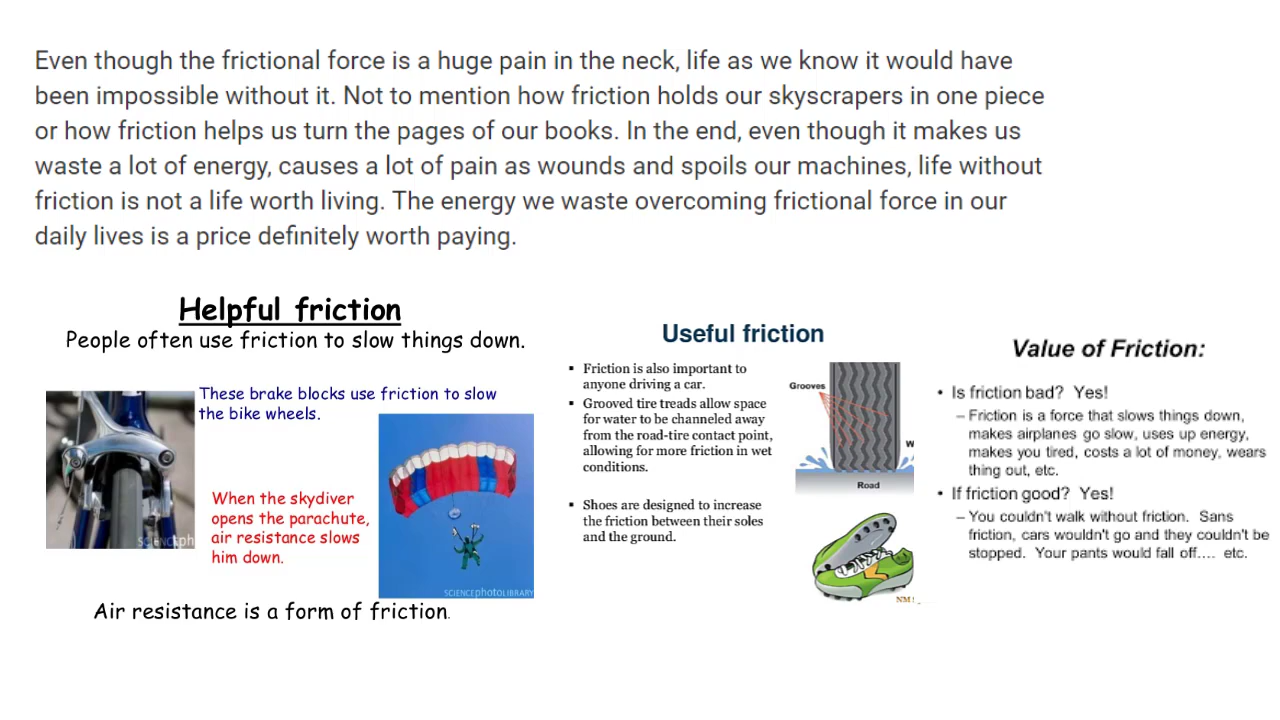 Even though the frictional force is a huge pain in the neck, life as we know it would have
been impossible without it. Not to mention how friction holds our skyscrapers in one piece
or how friction helps us turn the pages of our books. In the end, even though it makes us
waste a lot of energy, causes a lot of pain as wounds and spoils our machines, life without
friction is not a life worth living. The energy we waste overcoming frictional force in our
daily lives is a price definitely worth paying.
Helpful friction
People often use friction to slow things down.
These brake blocks use friction to slow
the bike wheels.
When the skydiver
opens the parachute,
air resistance slows
him down.
SCIENCEph
SCIENCEphotoLIBRARY
Air resistance is a form of friction.
Useful friction
▪ Friction is also important to
anyone driving a car.
▪ Grooved tire treads allow space
for water to be channeled away
from the road-tire contact point,
allowing for more friction in wet
conditions.
▪ Shoes are designed to increase
the friction between their soles
and the ground.
Grooves
W
Road
Value of Friction:
• Is friction bad? Yes!
– Friction is a force that slows things down,
makes airplanes go slow, uses up energy,
makes you tired, costs a lot of money, wears
thing out, etc.
• If friction good? Yes!
– You couldn't walk without friction. Sans
friction, cars wouldn't go and they couldn't be
stopped. Your pants would fall off.... etc.